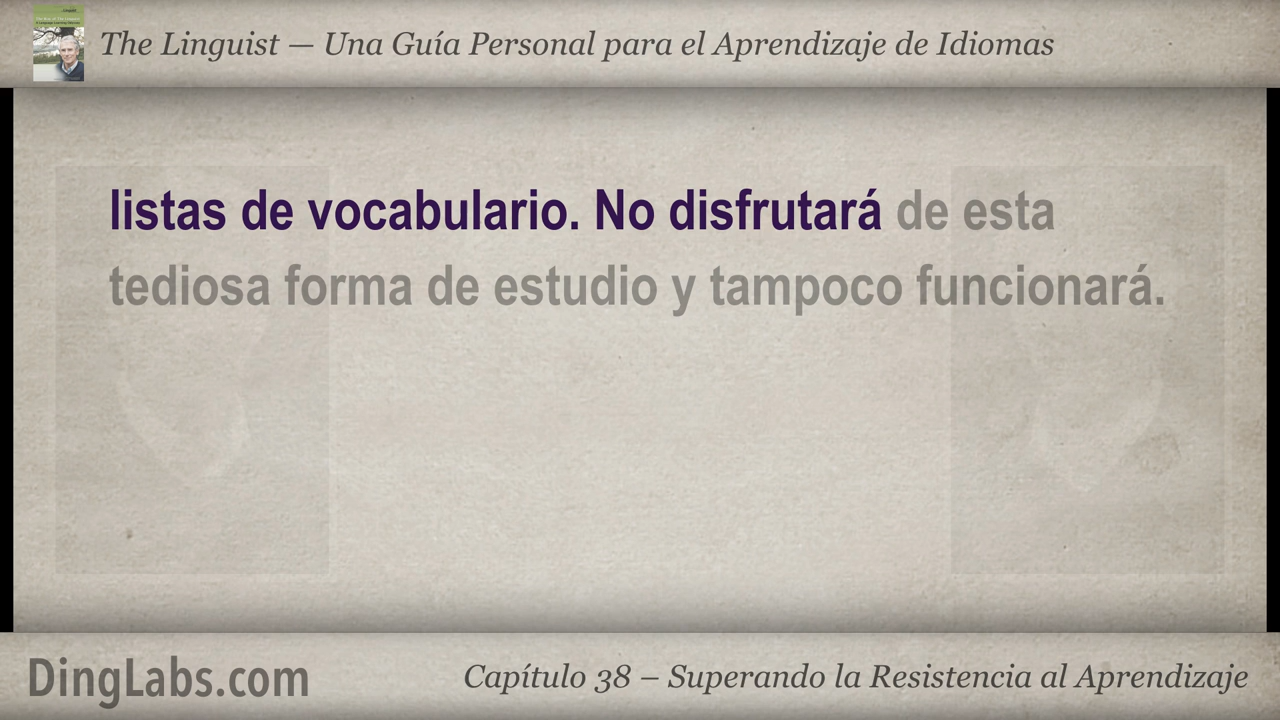 The Linguist — Una Guía Personal para el Aprendizaje de Idiomas
listas de vocabulario. No disfrutará de esta
tediosa forma de estudio y tampoco funcionará.
DingLabs.com
Capítulo 38 – Superando la Resistencia al Aprendizaje